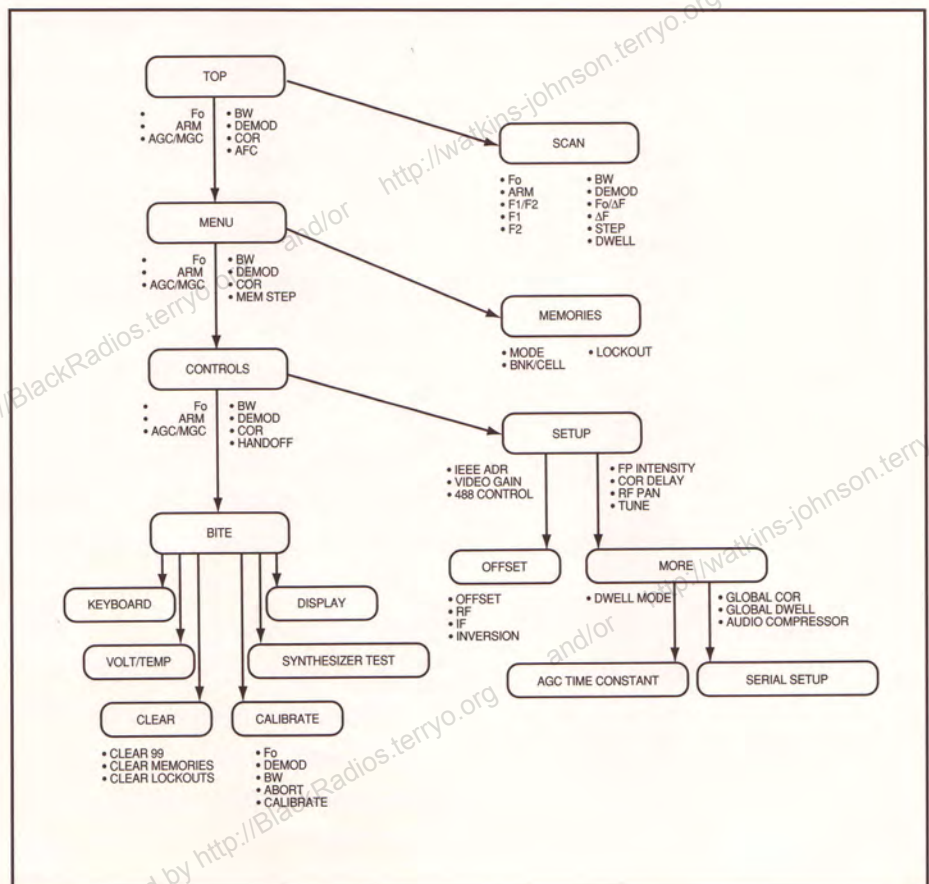 TOP
• Fo
• ARM
• AGC/MGC
• BW
• DEMOD
• COR
• AFC
SCAN
• Fo
• ARM
• F1/F2
• F1
• F2
• BW
• DEMOD
• Fo/ΔF
• ΔF
• STEP
• DWELL
MENU
• Fo
• ARM
• AGC/MGC
• BW
• DEMOD
• COR
• MEM STEP
MEMORIES
• MODE
• BNK/CELL
• LOCKOUT
CONTROLS
• Fo
• ARM
• AGC/MGC
• BW
• DEMOD
• COR
• HANDOFF
SETUP
• IEEE ADR
• VIDEO GAIN
• 488 CONTROL
• FP INTENSITY
• COR DELAY
• RF PAN
• TUNE
BITE
OFFSET
• OFFSET
• RF
• IF
• INVERSION
MORE
• DWELL MODE
• GLOBAL COR
• GLOBAL DWELL
• AUDIO COMPRESSOR
KEYBOARD
DISPLAY
VOLT/TEMP
SYNTHESIZER TEST
AGC TIME CONSTANT
SERIAL SETUP
CLEAR
• CLEAR 99
• CLEAR MEMORIES
• CLEAR LOCKOUTS
CALIBRATE
• Fo
• DEMOD
• BW
• ABORT
• CALIBRATE
http://watkins-johnson.terryo.org
and/or
//BlackRadios.terryo.org
http://watkins-johnson.terry
and/or
by http://BlackRadios.terryo.org